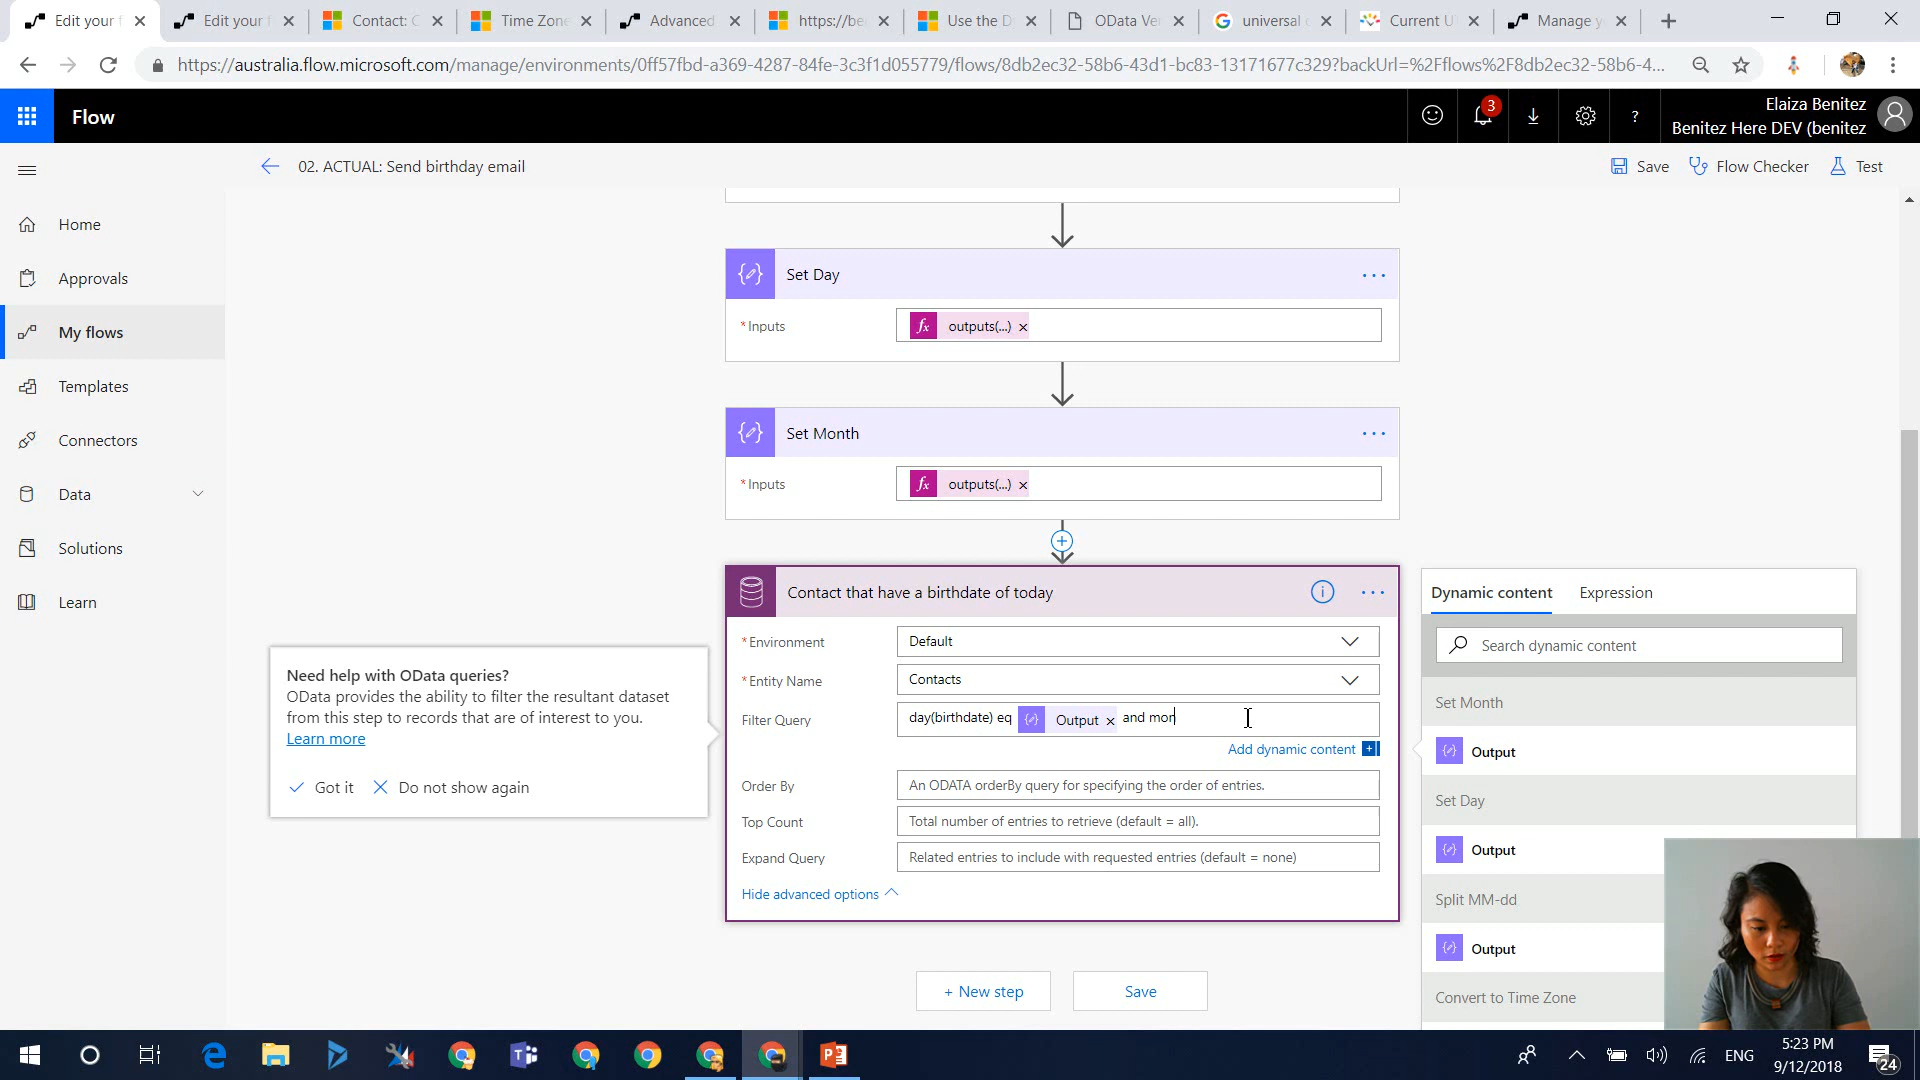 Edit your f
Edit your f
Contact: C
Time Zone
Advanced
https://be
Use the D
OData Ver
universal c
Current U
Manage y
https://australia.flow.microsoft.com/manage/environments/0ff57fbd-a369-4287-84fe-3c3f1d055779/flows/8db2ec32-58b6-43d1-bc83-13171677c329?backUrl=%2Fflows%2F8db2ec32-58b6-4...
Flow
3
?
Elaiza Benitez
Benitez Here DEV (benitez
02. ACTUAL: Send birthday email
Save
Flow Checker
Test
Home
Approvals
My flows
Templates
Connectors
Data
Solutions
Learn
Set Day
*Inputs
fx outputs(...) ×
Set Month
*Inputs
fx outputs(...) ×
Contact that have a birthdate of today
*Environment
Default
*Entity Name
Contacts
Filter Query
day(birthdate) eq Output × and mon
Add dynamic content +
Order By
An ODATA orderBy query for specifying the order of entries.
Top Count
Total number of entries to retrieve (default = all).
Expand Query
Related entries to include with requested entries (default = none)
Hide advanced options
+ New step
Save
Need help with OData queries?
OData provides the ability to filter the resultant dataset
from this step to records that are of interest to you.
Learn more
Got it
Do not show again
Dynamic content
Expression
Search dynamic content
Set Month
Output
Set Day
Output
Split MM-dd
Output
Convert to Time Zone
ENG
5:23 PM
9/12/2018
24